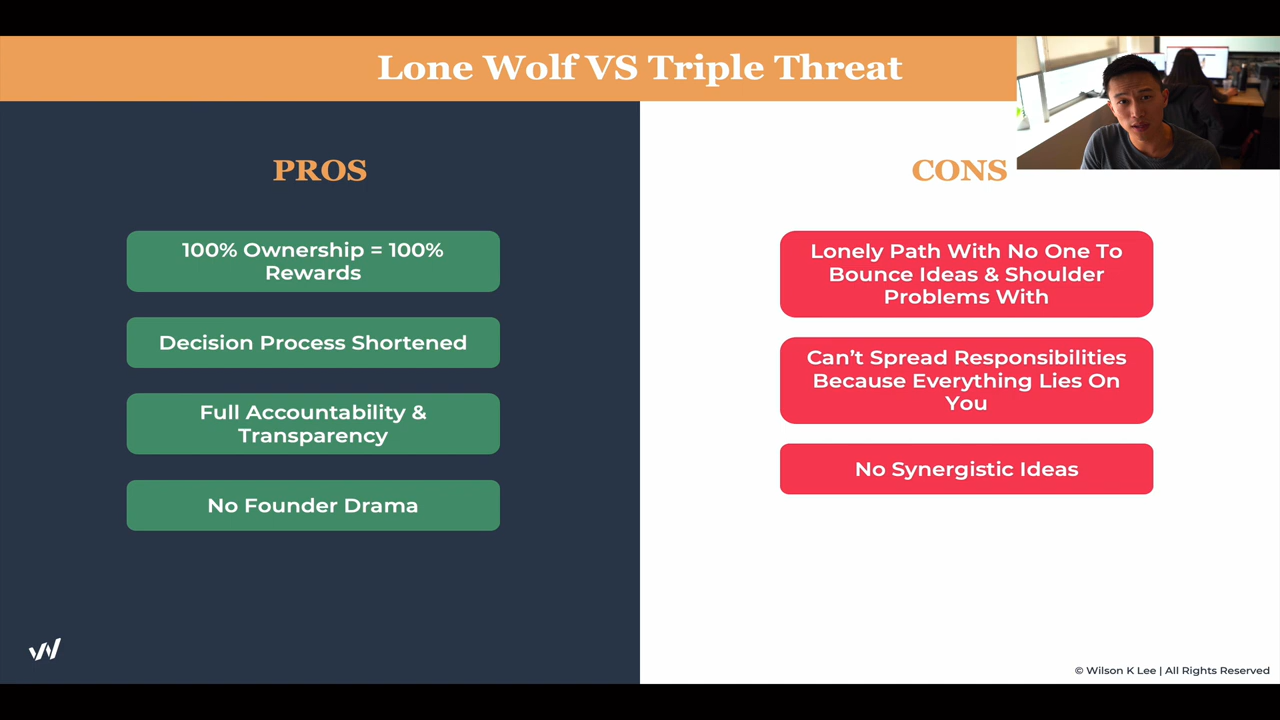 Lone Wolf VS Triple Threat
PROS
100% Ownership = 100%
Rewards
Decision Process Shortened
Full Accountability &
Transparency
No Founder Drama
CONS
Lonely Path With No One To
Bounce Ideas & Shoulder
Problems With
Can’t Spread Responsibilities
Because Everything Lies On
You
No Synergistic Ideas
© Wilson K Lee | All Rights Reserved